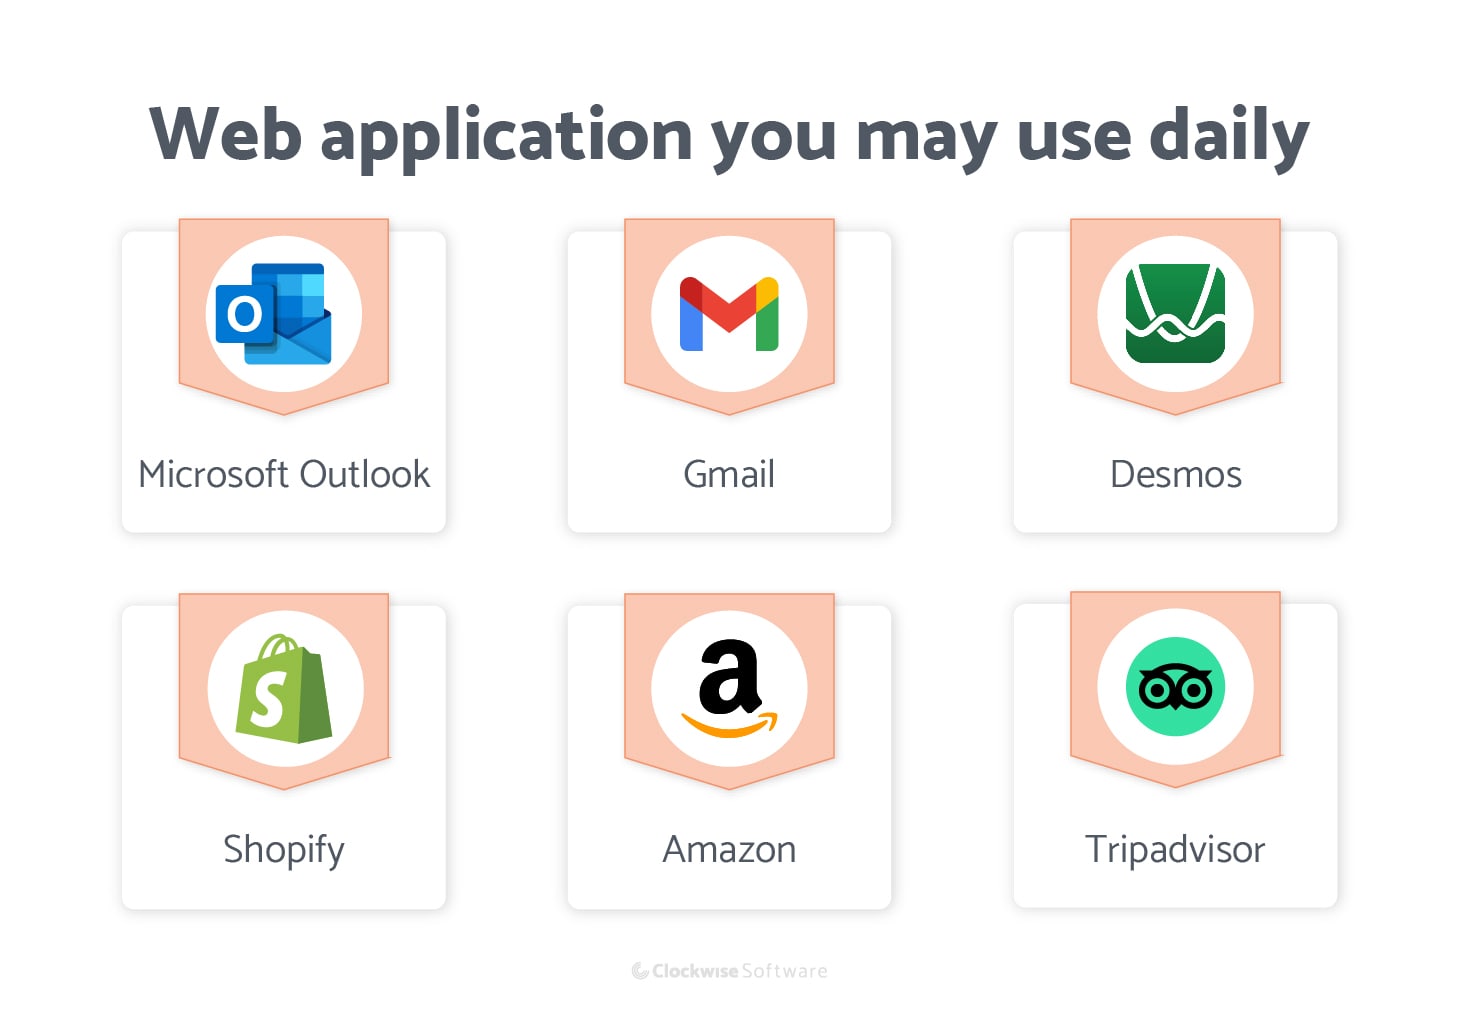 Web application you may use daily
O
Microsoft Outlook
Gmail
Desmos
S
Shopify
a
Amazon
Tripadvisor
Clockwise Software